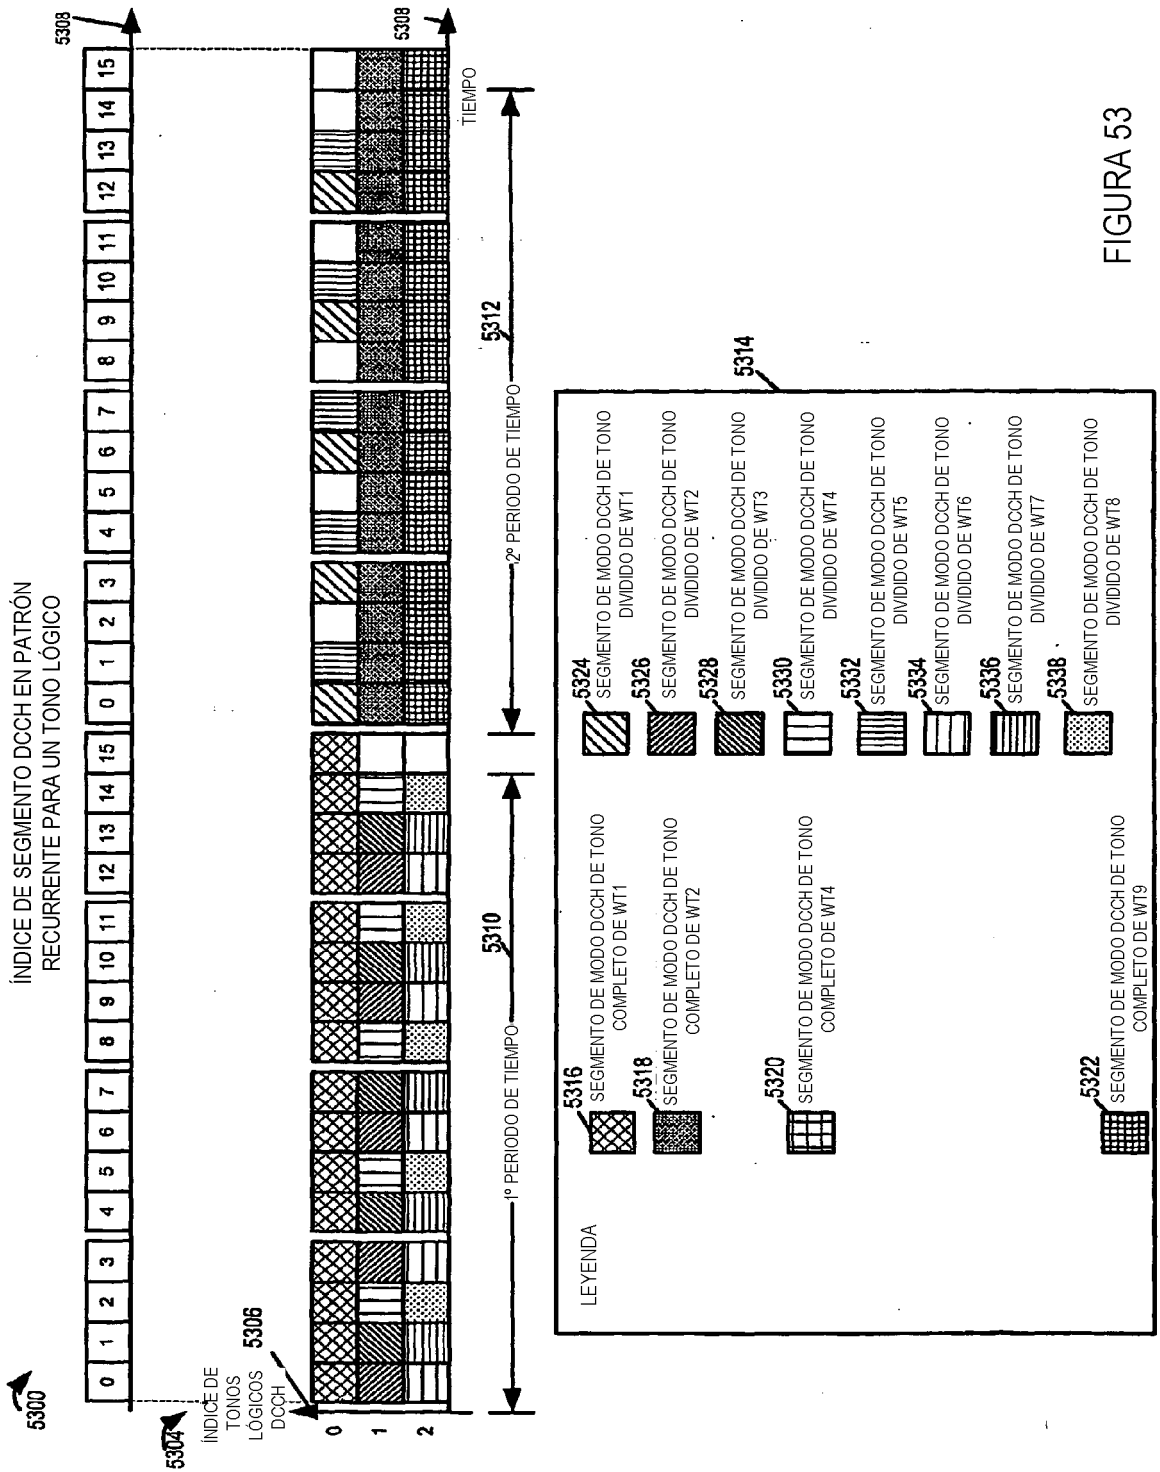 5300
ÍNDICE DE SEGMENTO DCCH EN PATRÓN
RECURRENTE PARA UN TONO LÓGICO
0 1 2 3 4 5 6 7 8 9 10 11 12 13 14 15 0 1 2 3 4 5 6 7 8 9 10 11 12 13 14 15
5308
5304
ÍNDICE DE
TONOS
LÓGICOS
DCCH
5306
0
1
2
5308
TIEMPO
1º PERIODO DE TIEMPO
5310
2º PERIODO DE TIEMPO
5312
5314
LEYENDA
5316
SEGMENTO DE MODO DCCH DE TONO
COMPLETO DE WT1
5318
SEGMENTO DE MODO DCCH DE TONO
COMPLETO DE WT2
5320
SEGMENTO DE MODO DCCH DE TONO
COMPLETO DE WT4
5322
SEGMENTO DE MODO DCCH DE TONO
COMPLETO DE WT9
5324
SEGMENTO DE MODO DCCH DE TONO
DIVIDIDO DE WT1
5326
SEGMENTO DE MODO DCCH DE TONO
DIVIDIDO DE WT2
5328
SEGMENTO DE MODO DCCH DE TONO
DIVIDIDO DE WT3
5330
SEGMENTO DE MODO DCCH DE TONO
DIVIDIDO DE WT4
5332
SEGMENTO DE MODO DCCH DE TONO
DIVIDIDO DE WT5
5334
SEGMENTO DE MODO DCCH DE TONO
DIVIDIDO DE WT6
5336
SEGMENTO DE MODO DCCH DE TONO
DIVIDIDO DE WT7
5338
SEGMENTO DE MODO DCCH DE TONO
DIVIDIDO DE WT8
FIGURA 53